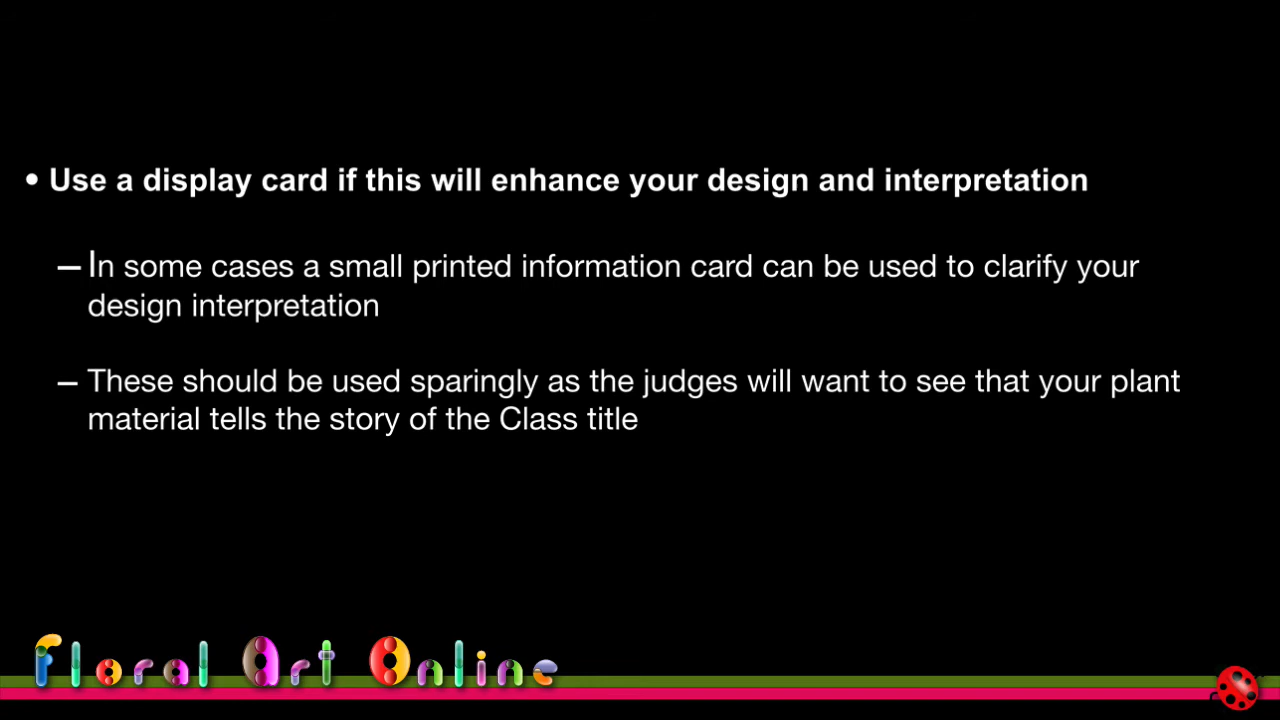 • Use a display card if this will enhance your design and interpretation
– In some cases a small printed information card can be used to clarify your
design interpretation
– These should be used sparingly as the judges will want to see that your plant
material tells the story of the Class title
Floral Art Online